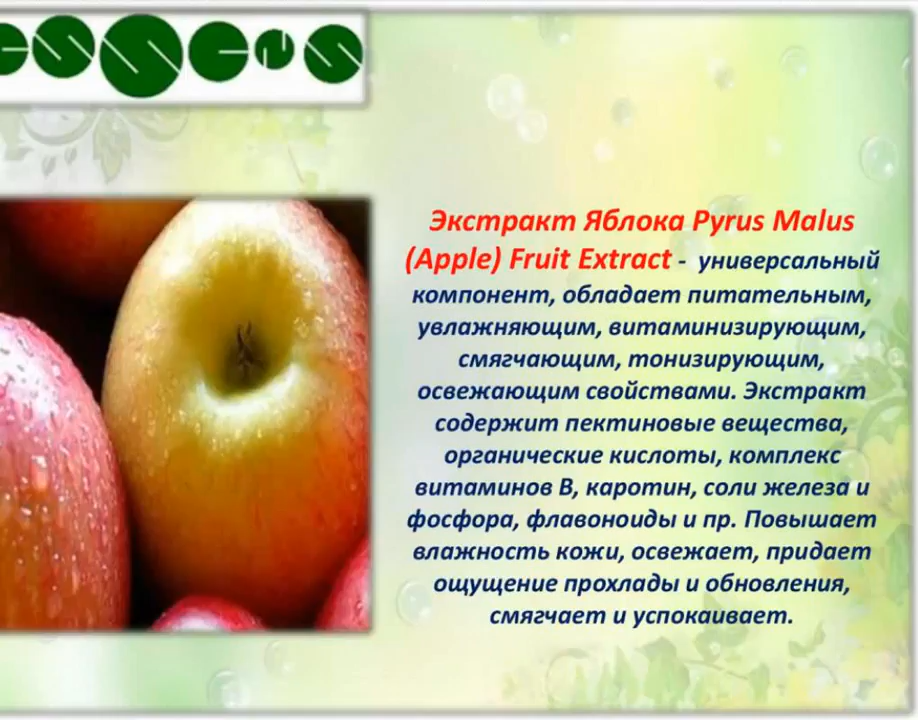 Экстракт Яблока Pyrus Malus
(Apple) Fruit Extract - универсальный
компонент, обладает питательным,
увлажняющим, витаминизирующим,
смягчающим, тонизирующим,
освежающим свойствами. Экстракт
содержит пектиновые вещества,
органические кислоты, комплекс
витаминов В, каротин, соли железа и
фосфора, флавоноиды и пр. Повышает
влажность кожи, освежает, придает
ощущение прохлады и обновления,
смягчает и успокаивает.